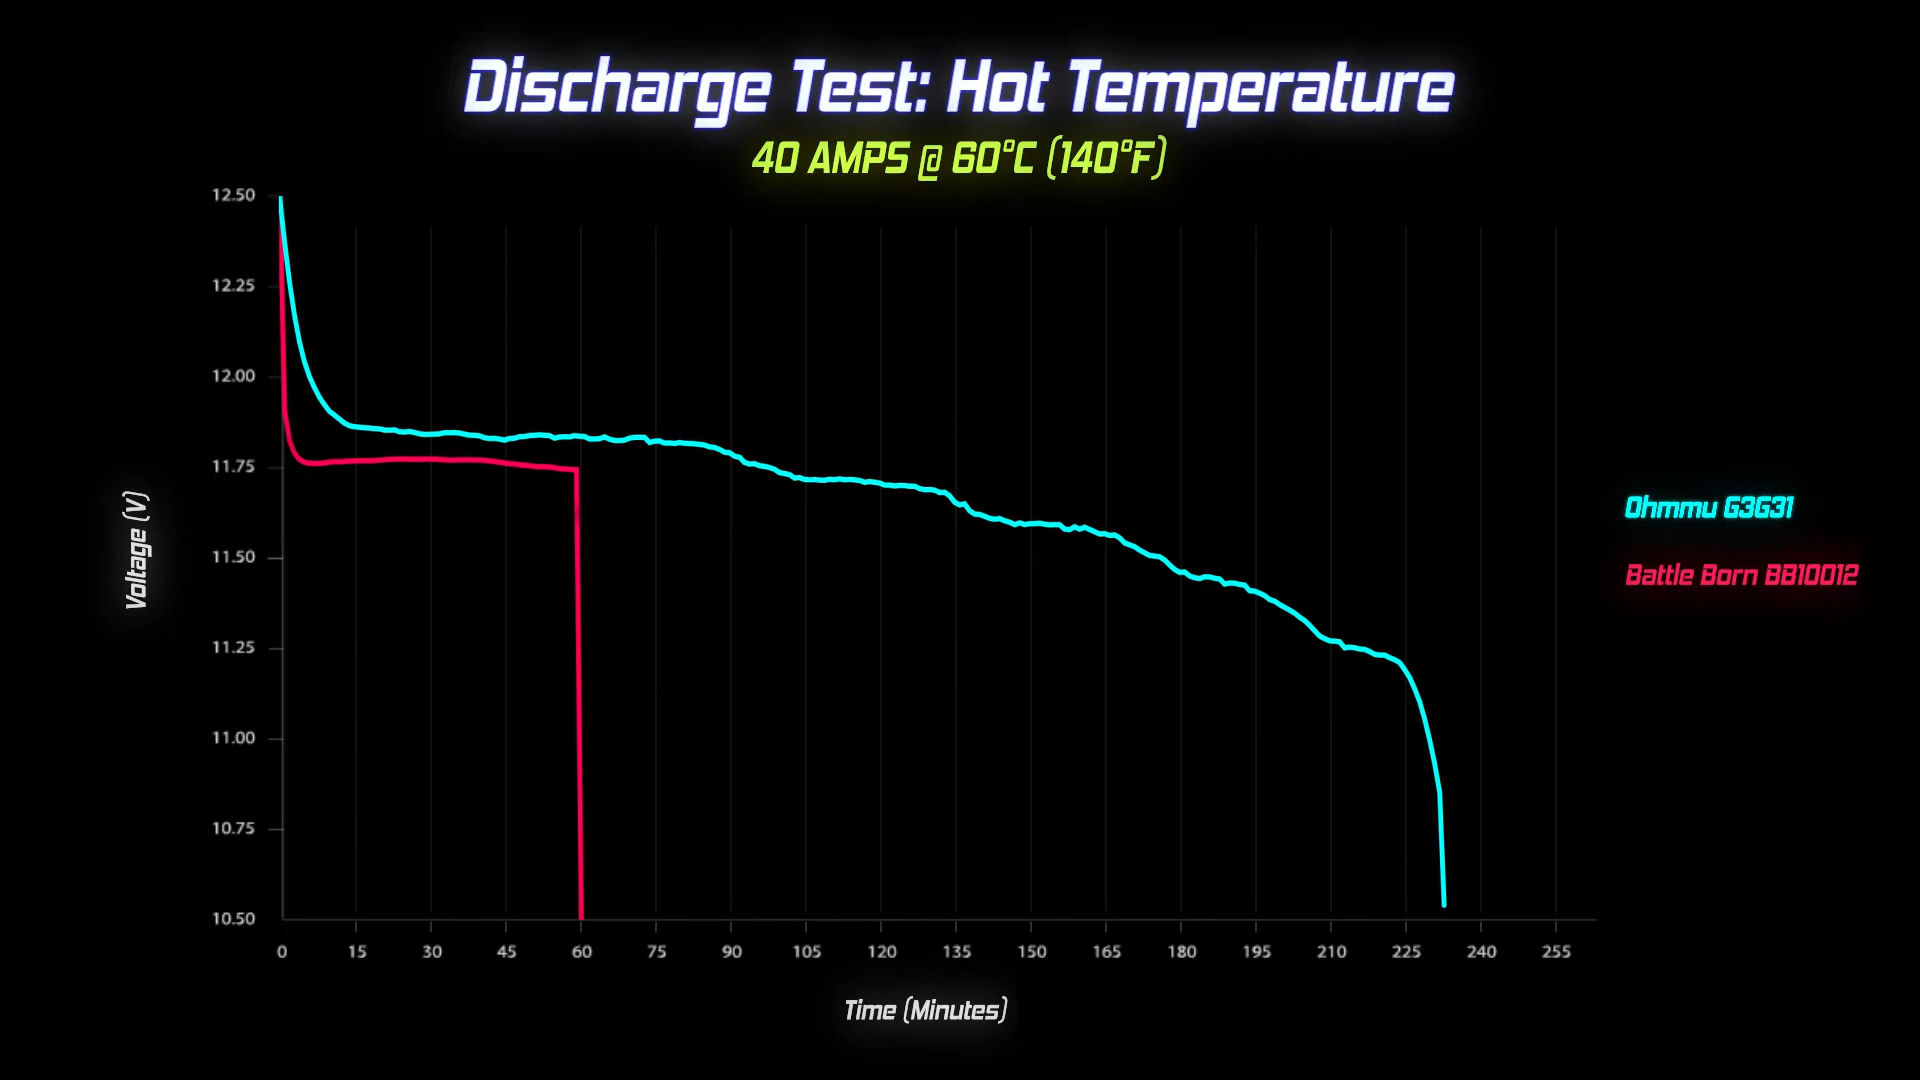 Discharge Test: Hot Temperature
40 AMPS @ 60°C (140°F)
12.50
12.25
12.00
11.75
11.50
11.25
11.00
10.75
10.50
Voltage (V)
0 15 30 45 60 75 90 105 120 135 150 165 180 195 210 225 240 255
Time (Minutes)
Ohmmu G3G31
Battle Born BB10012